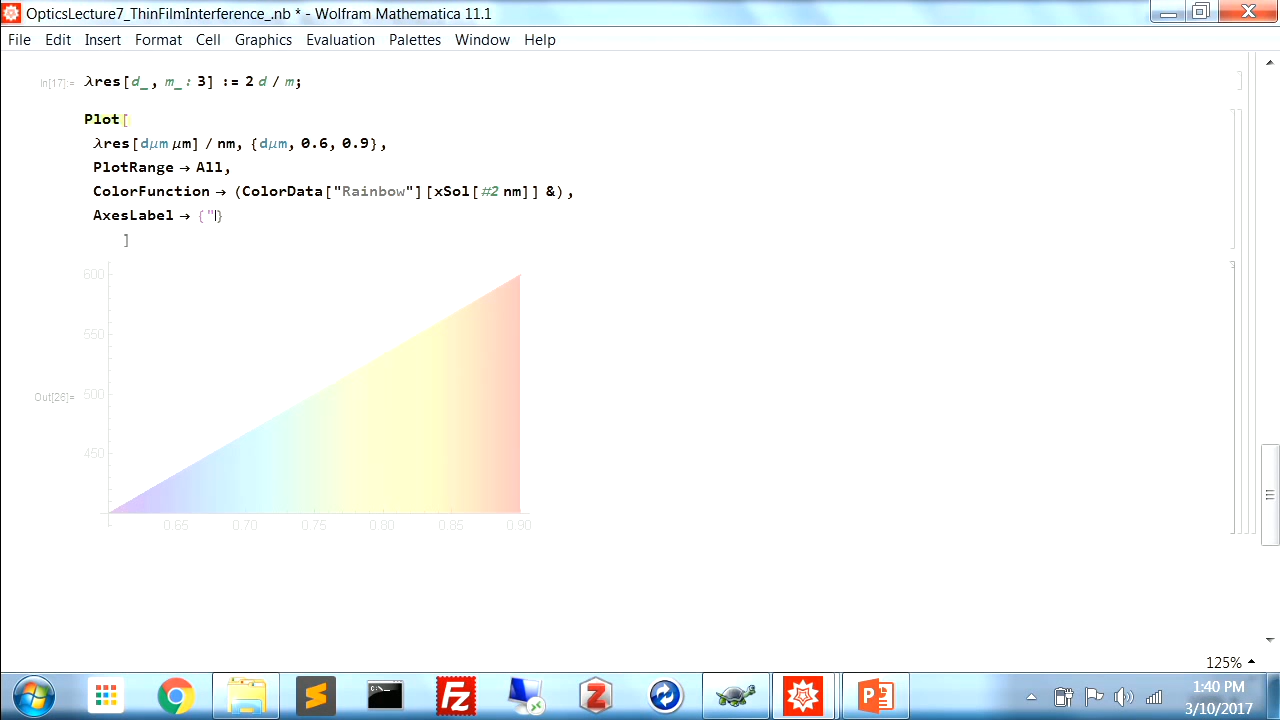 OpticsLecture7_ThinFilmInterference_.nb * - Wolfram Mathematica 11.1
File Edit Insert Format Cell Graphics Evaluation Palettes Window Help
In[17]:= λres[d_, m_: 3] := 2 d / m;
Plot[
λres[dμm μm] / nm, {dμm, 0.6, 0.9},
PlotRange → All,
ColorFunction → (ColorData["Rainbow"][xSol[#2 nm]] &),
AxesLabel → {"}
]
600
550
Out[26]= 500
450
0.65 0.70 0.75 0.80 0.85 0.90
125%
1:40 PM
3/10/2017